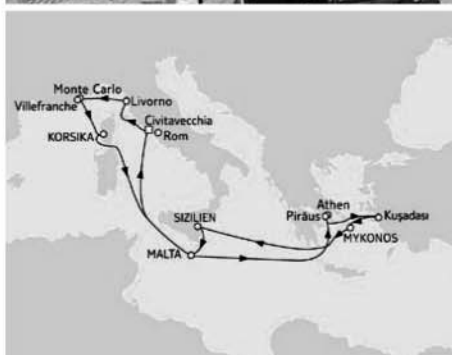 Monte Carlo
Villefranche
Livorno
Civitavecchia
KORSIKA
Rom
SIZILIEN
Athen
Piräus
Kuşadası
MYKONOS
MALTA